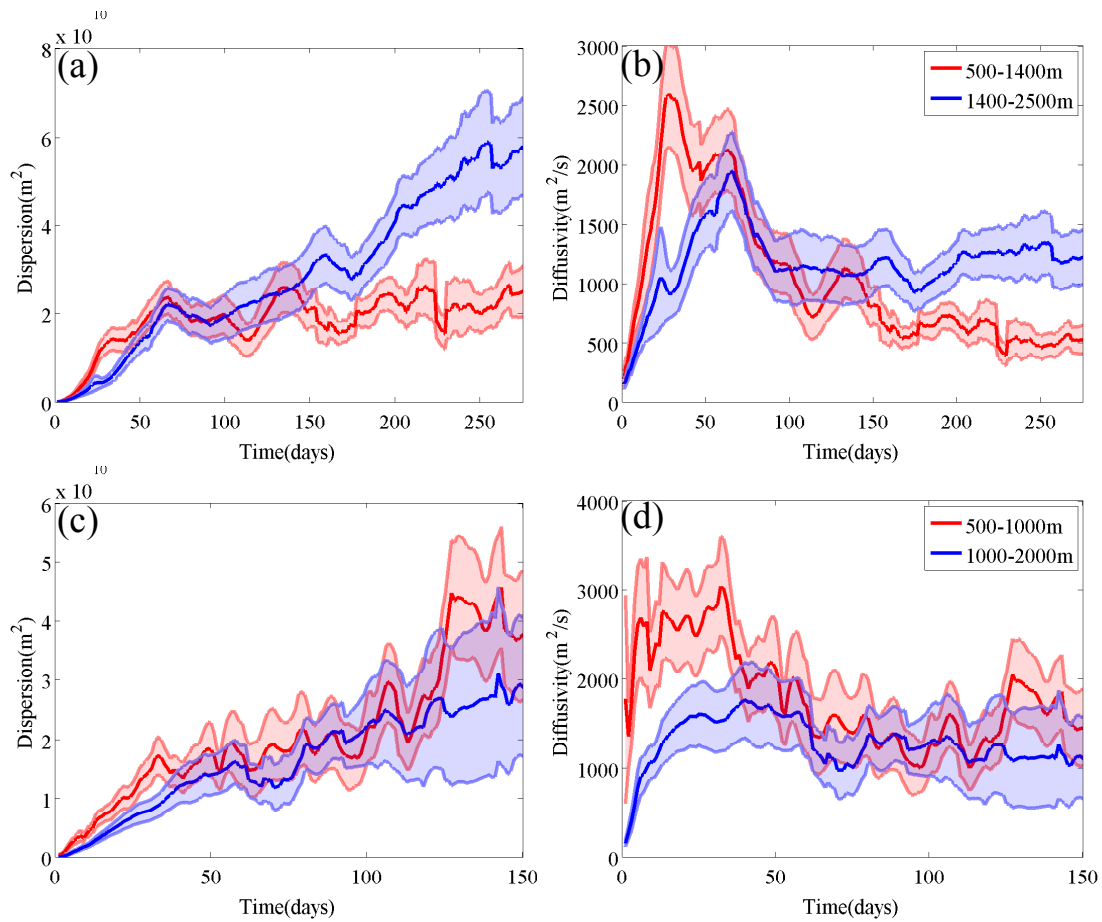 x 10
10
(a)
8
6
4
2
0
0 50 100 150 200 250
Dispersion(m²)
Time(days)
(b)
3000
2500
2000
1500
1000
500
0
0 50 100 150 200 250
Diffusivity(m²/s)
Time(days)
500-1400m
1400-2500m
x 10
10
(c)
6
5
4
3
2
1
0
0 50 100 150
Dispersion(m²)
Time(days)
(d)
4000
3000
2000
1000
0
0 50 100 150
Diffusivity(m²/s)
Time(days)
500-1000m
1000-2000m